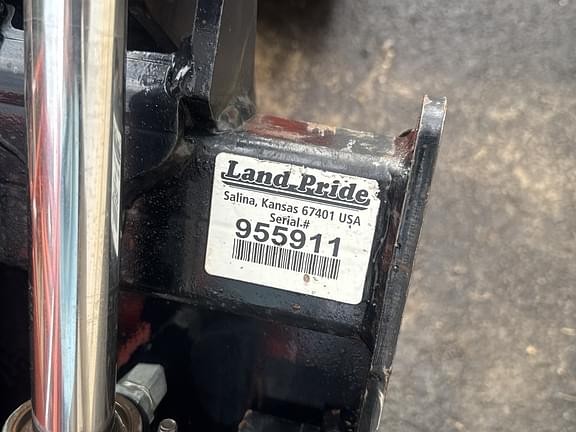 Land Pride
Salina, Kansas 67401 USA
Serial #
955911